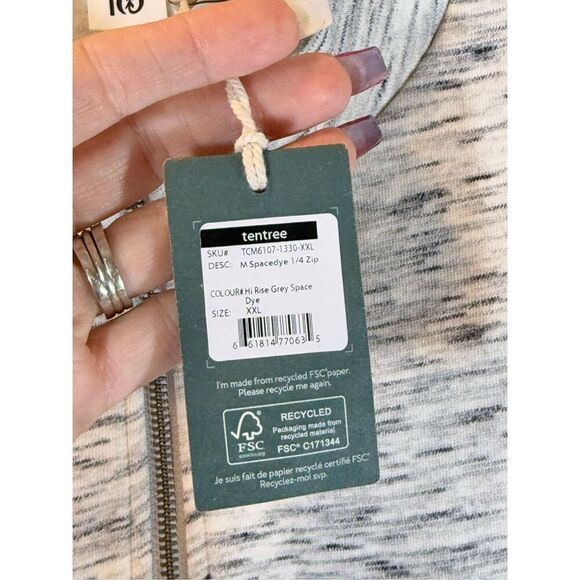 tentree
SKU# TCM6107-1330-XXL
DESC: M Spacedye 1/4 Zip
COLOUR# Hi Rise Grey Space
Dye
SIZE: XXL
6 61814 77063 5
I'm made from recycled FSC® paper.
Please recycle me again.
FSC
RECYCLED
Packaging made from
recycled material
FSC® C171344
Je suis fait de papier recyclé certifié FSC®
Recyclez-moi svp.